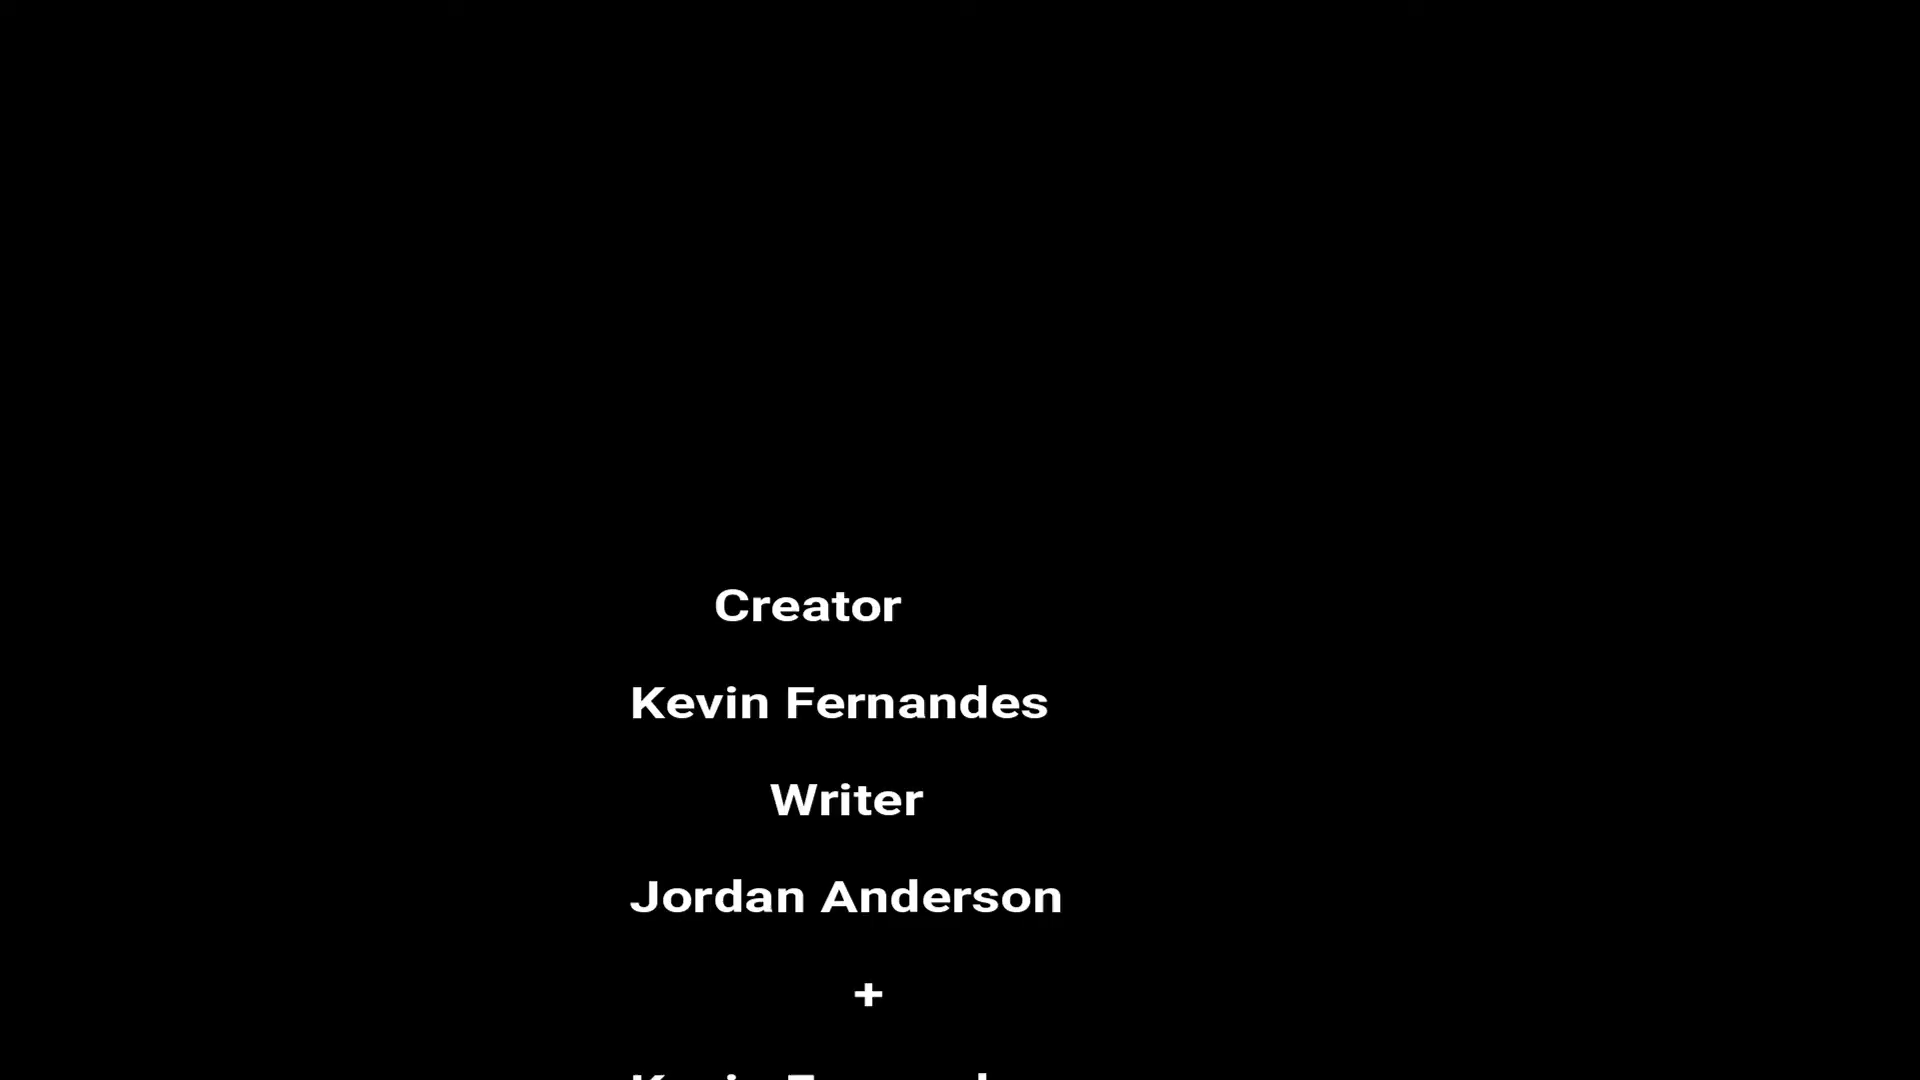 Creator
Kevin Fernandes
Writer
Jordan Anderson
+